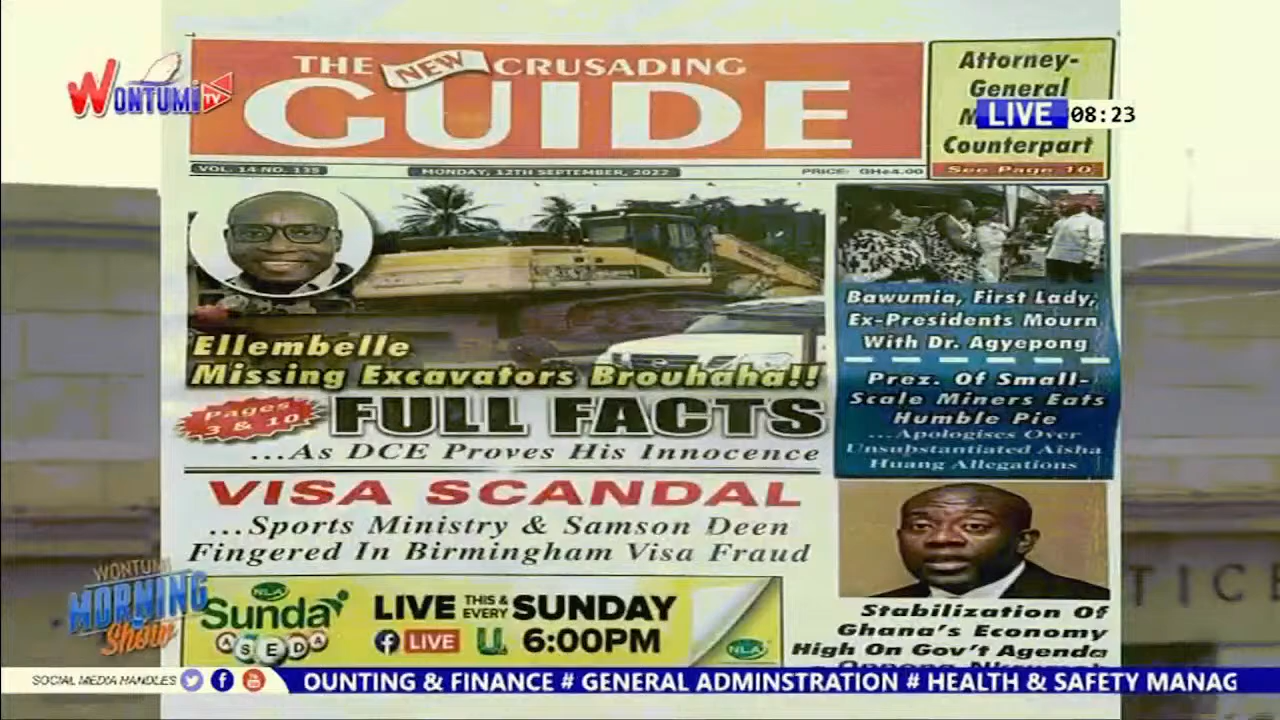 WONTUMI TV
THE NEW CRUSADING
GUIDE
Attorney-
General
LIVE 08:23
Counterpart
See Page 10
VOL. 14 NO. 135
MONDAY, 12TH SEPTEMBER, 2022
PRICE: GH¢4.00
Ellembelle
Missing Excavators Brouhaha!!
Pages
3 & 10
FULL FACTS
...As DCE Proves His Innocence
Bawumia, First Lady,
Ex-Presidents Mourn
With Dr. Agyepong
Prez. Of Small-
Scale Miners Eats
Humble Pie
...Apologises Over
Unsubstantiated Aisha
Huang Allegations
VISA SCANDAL
...Sports Ministry & Samson Deen
Fingered In Birmingham Visa Fraud
Stabilization Of
Ghana's Economy
High On Gov't Agenda
NLA
Sunday
ASEDA
LIVE THIS & EVERY SUNDAY
LIVE 6:00PM
NLA
WONTUMI
MORNING
Show
TICE
SOCIAL MEDIA HANDLES
OUNTING & FINANCE # GENERAL ADMINSTRATION # HEALTH & SAFETY MANAG